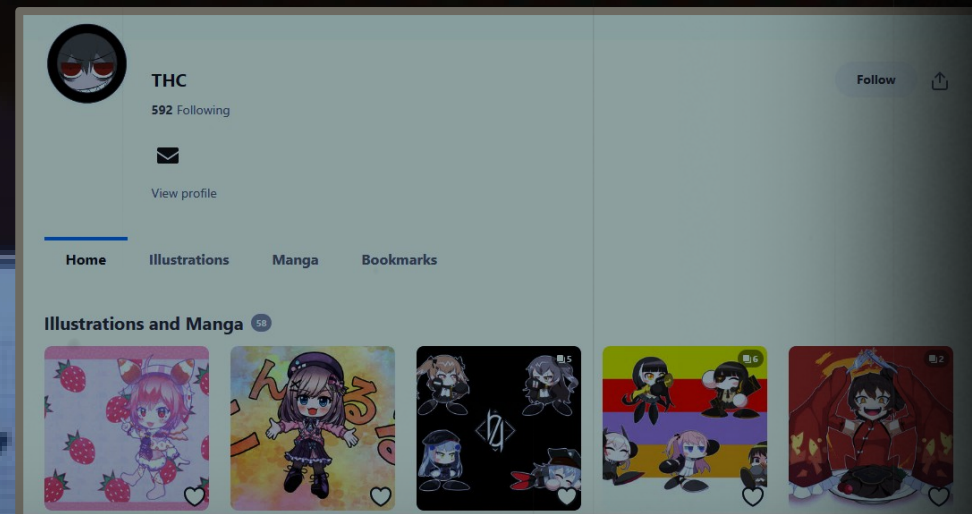 THC
592 Following
Follow
View profile
Home Illustrations Manga Bookmarks
Illustrations and Manga 58
5
6
2